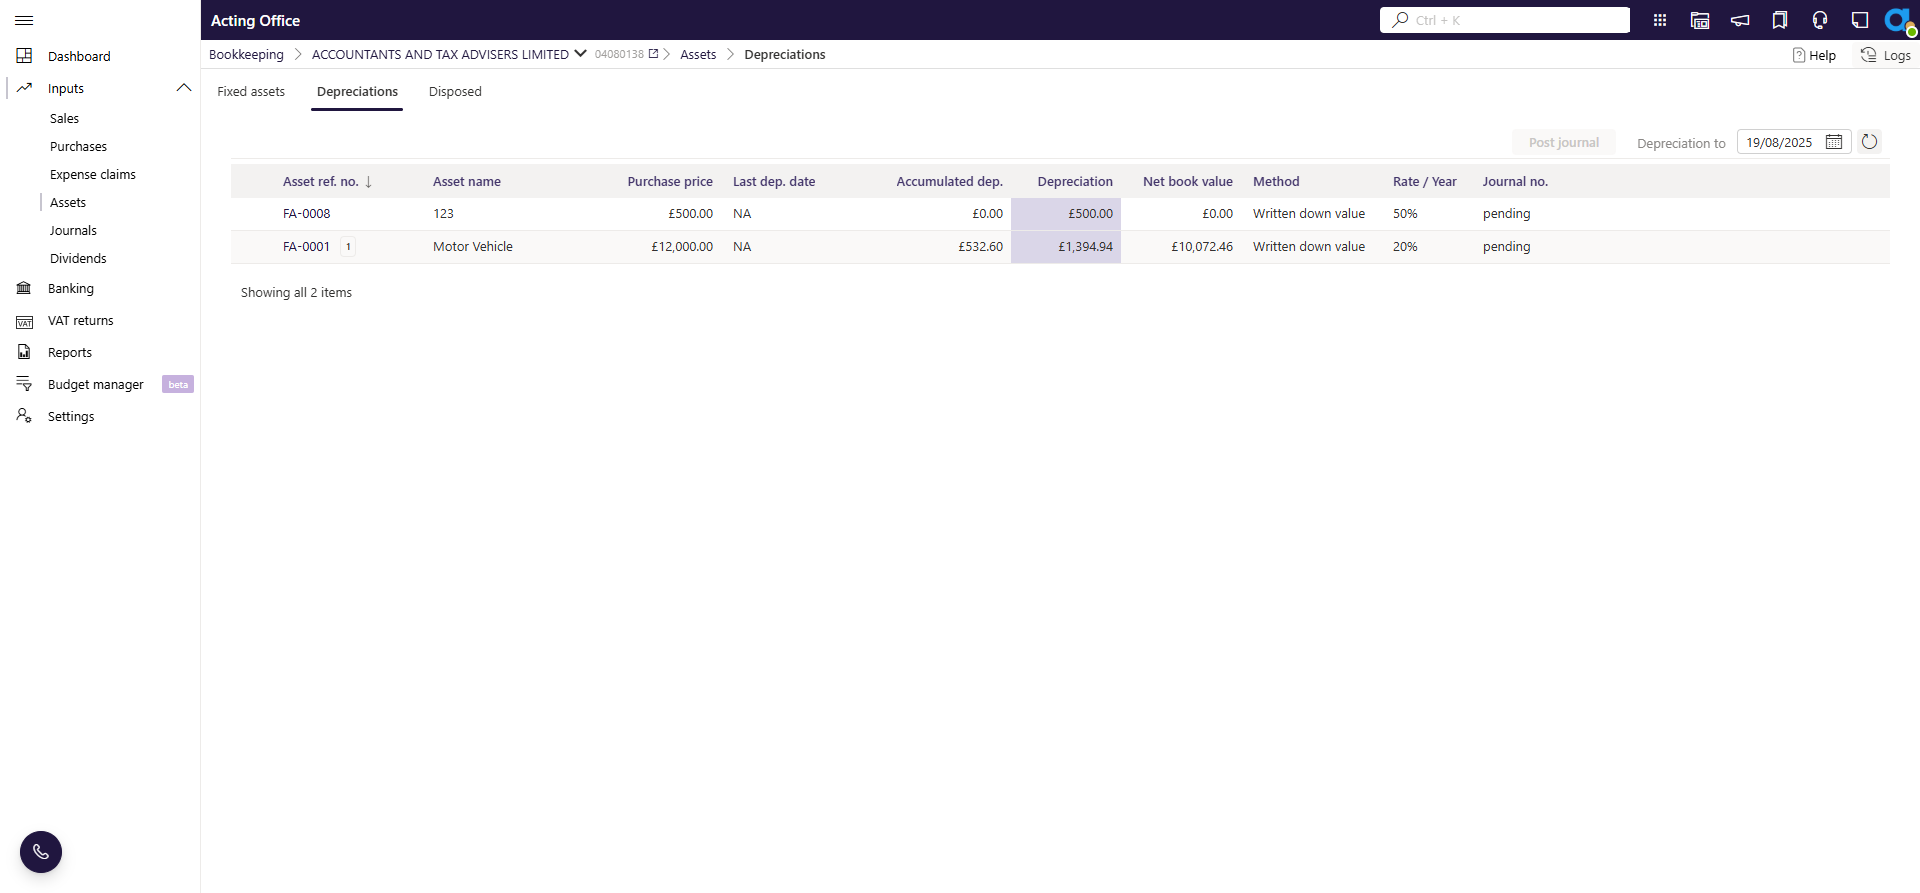 Acting Office
Ctrl + K
Bookkeeping
ACCOUNTANTS AND TAX ADVISERS LIMITED
04080138
Assets
Depreciations
Help
Logs
Dashboard
Inputs
Sales
Purchases
Expense claims
Assets
Journals
Dividends
Banking
VAT
VAT returns
Reports
Budget manager
beta
Settings
Fixed assets
Depreciations
Disposed
Post journal
Depreciation to
19/08/2025
Asset ref. no. ↓ Asset name Purchase price Last dep. date Accumulated dep. Depreciation Net book value Method Rate / Year Journal no.
FA-0008 123 £500.00 NA £0.00 £500.00 £0.00 Written down value 50% pending
FA-0001 1 Motor Vehicle £12,000.00 NA £532.60 £1,394.94 £10,072.46 Written down value 20% pending
Showing all 2 items